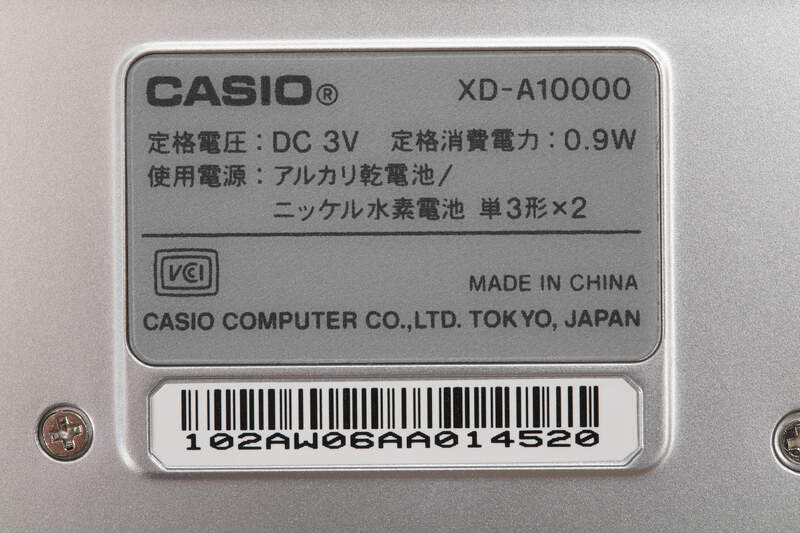 CASIO® XD-A10000
定格電圧：DC 3V 定格消費電力：0.9W
使用電源：アルカリ乾電池/
ニッケル水素電池 単3形×2
VCCI
MADE IN CHINA
CASIO COMPUTER CO.,LTD. TOKYO, JAPAN
102AW06AA014520